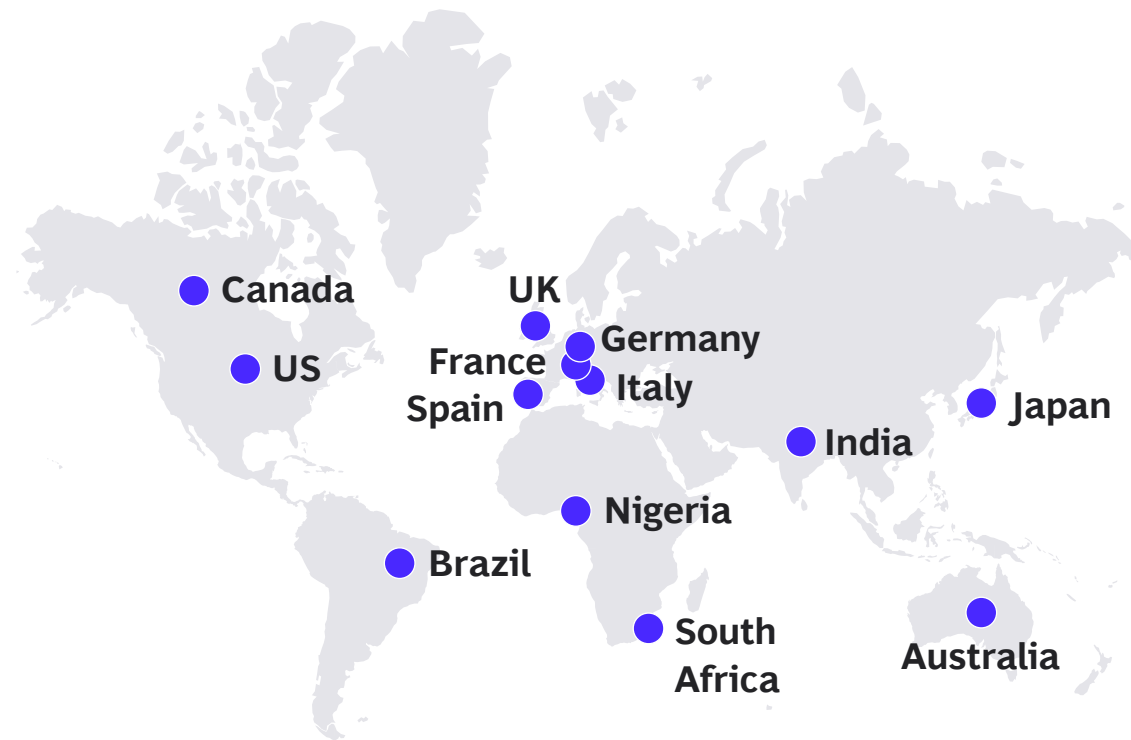 Canada
UK
Germany
France
US
Italy
Spain
Japan
India
Nigeria
Brazil
South
Africa
Australia